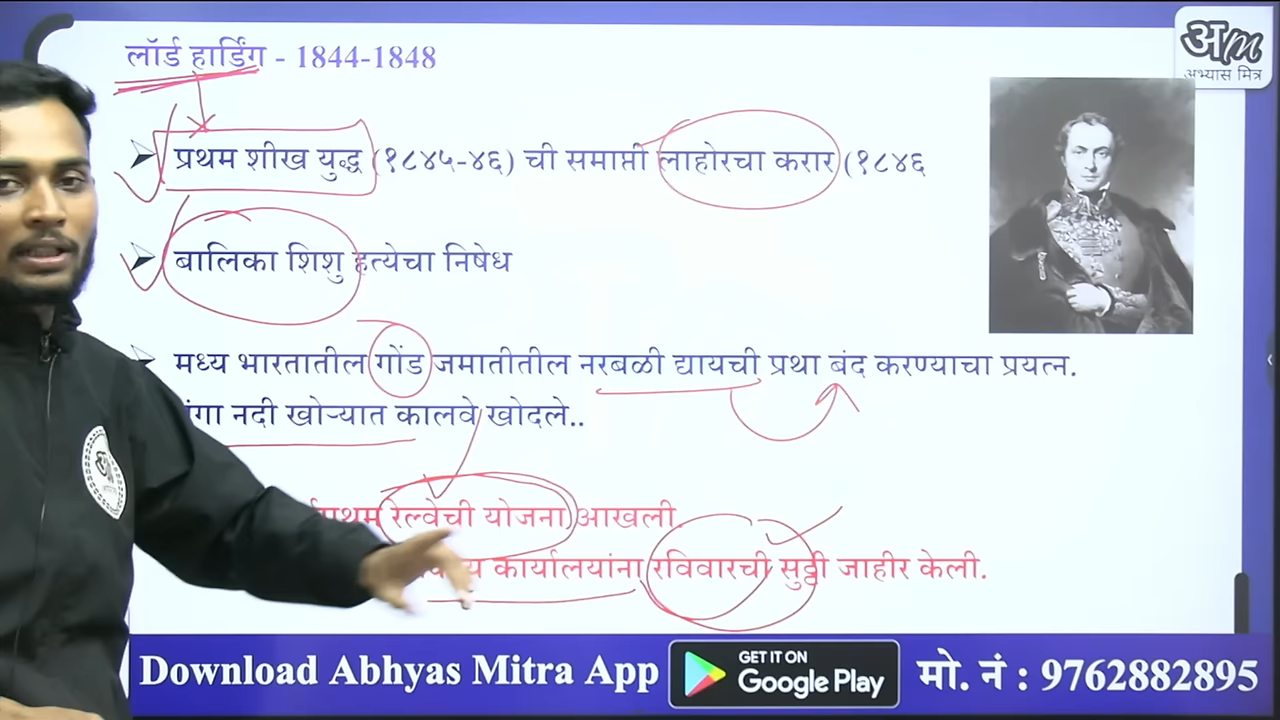 लॉर्ड हार्डिंग - 1844-1848
अm
अभ्यास मित्र
प्रथम शीख युद्ध (१८४५-४६) ची समाप्ती लाहोरचा करार (१८४६
बालिका शिशु हत्येचा निषेध
मध्य भारतातील गोंड जमातीतील नरबळी द्यायची प्रथा बंद करण्याचा प्रयत्न.
नदी खोऱ्यात कालवे खोदले..
रेल्वेची योजना आखली.
कार्यालयांना रविवारची सुट्टी जाहीर केली.
Download Abhyas Mitra App
GET IT ON
Google Play
मो. नं : 9762882895